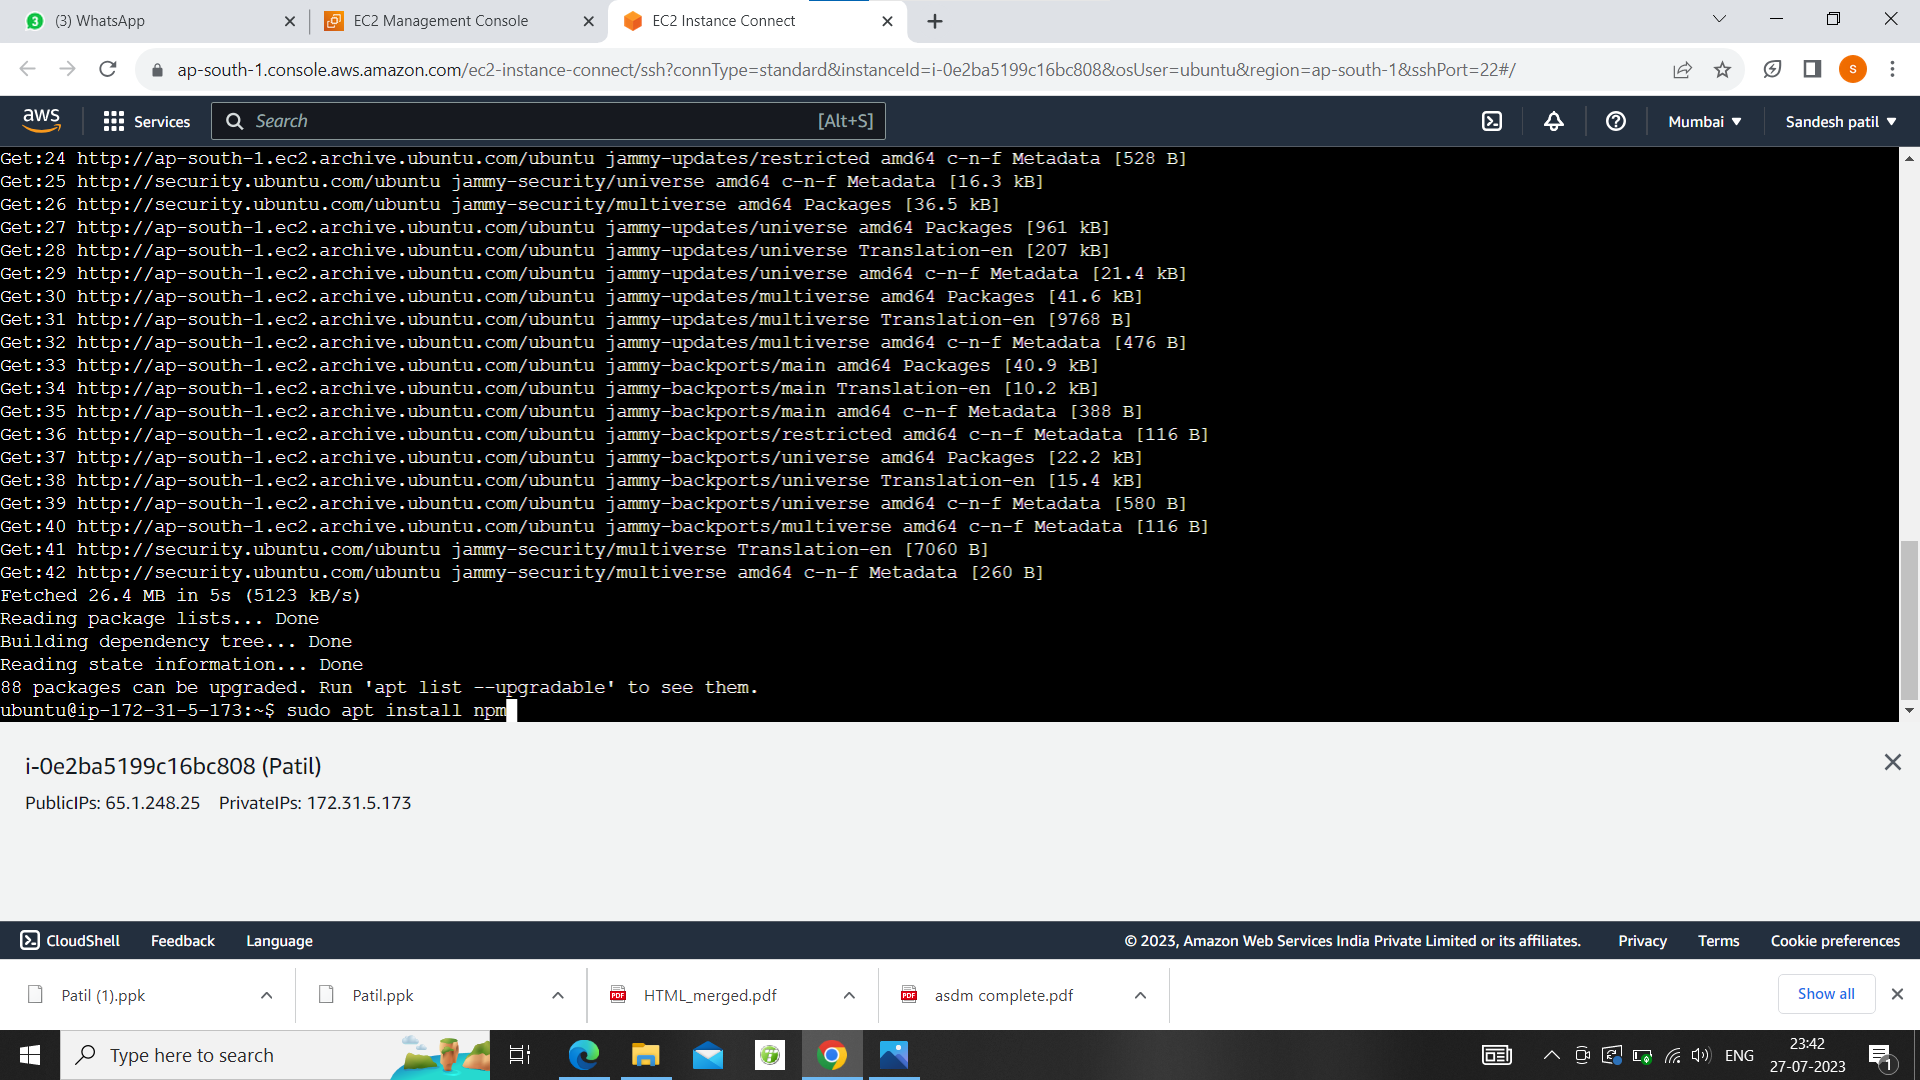 (3) WhatsApp
EC2 Management Console
EC2 Instance Connect
ap-south-1.console.aws.amazon.com/ec2-instance-connect/ssh?connType=standard&instanceId=i-0e2ba5199c16bc808&osUser=ubuntu&region=ap-south-1&sshPort=22#/
s
aws
Services
Search
[Alt+S]
Mumbai
Sandesh patil
Get:24 http://ap-south-1.ec2.archive.ubuntu.com/ubuntu jammy-updates/restricted amd64 c-n-f Metadata [528 B]
Get:25 http://security.ubuntu.com/ubuntu jammy-security/universe amd64 c-n-f Metadata [16.3 kB]
Get:26 http://security.ubuntu.com/ubuntu jammy-security/multiverse amd64 Packages [36.5 kB]
Get:27 http://ap-south-1.ec2.archive.ubuntu.com/ubuntu jammy-updates/universe amd64 Packages [961 kB]
Get:28 http://ap-south-1.ec2.archive.ubuntu.com/ubuntu jammy-updates/universe Translation-en [207 kB]
Get:29 http://ap-south-1.ec2.archive.ubuntu.com/ubuntu jammy-updates/universe amd64 c-n-f Metadata [21.4 kB]
Get:30 http://ap-south-1.ec2.archive.ubuntu.com/ubuntu jammy-updates/multiverse amd64 Packages [41.6 kB]
Get:31 http://ap-south-1.ec2.archive.ubuntu.com/ubuntu jammy-updates/multiverse Translation-en [9768 B]
Get:32 http://ap-south-1.ec2.archive.ubuntu.com/ubuntu jammy-updates/multiverse amd64 c-n-f Metadata [476 B]
Get:33 http://ap-south-1.ec2.archive.ubuntu.com/ubuntu jammy-backports/main amd64 Packages [40.9 kB]
Get:34 http://ap-south-1.ec2.archive.ubuntu.com/ubuntu jammy-backports/main Translation-en [10.2 kB]
Get:35 http://ap-south-1.ec2.archive.ubuntu.com/ubuntu jammy-backports/main amd64 c-n-f Metadata [388 B]
Get:36 http://ap-south-1.ec2.archive.ubuntu.com/ubuntu jammy-backports/restricted amd64 c-n-f Metadata [116 B]
Get:37 http://ap-south-1.ec2.archive.ubuntu.com/ubuntu jammy-backports/universe amd64 Packages [22.2 kB]
Get:38 http://ap-south-1.ec2.archive.ubuntu.com/ubuntu jammy-backports/universe Translation-en [15.4 kB]
Get:39 http://ap-south-1.ec2.archive.ubuntu.com/ubuntu jammy-backports/universe amd64 c-n-f Metadata [580 B]
Get:40 http://ap-south-1.ec2.archive.ubuntu.com/ubuntu jammy-backports/multiverse amd64 c-n-f Metadata [116 B]
Get:41 http://security.ubuntu.com/ubuntu jammy-security/multiverse Translation-en [7060 B]
Get:42 http://security.ubuntu.com/ubuntu jammy-security/multiverse amd64 c-n-f Metadata [260 B]
Fetched 26.4 MB in 5s (5123 kB/s)
Reading package lists... Done
Building dependency tree... Done
Reading state information... Done
88 packages can be upgraded. Run 'apt list --upgradable' to see them.
ubuntu@ip-172-31-5-173:~$ sudo apt install npm
i-0e2ba5199c16bc808 (Patil)
PublicIPs: 65.1.248.25 PrivateIPs: 172.31.5.173
CloudShell
Feedback
Language
© 2023, Amazon Web Services India Private Limited or its affiliates.
Privacy
Terms
Cookie preferences
Patil (1).ppk
Patil.ppk
PDF
HTML_merged.pdf
PDF
asdm complete.pdf
Show all
Type here to search
ENG
23:42
27-07-2023
1